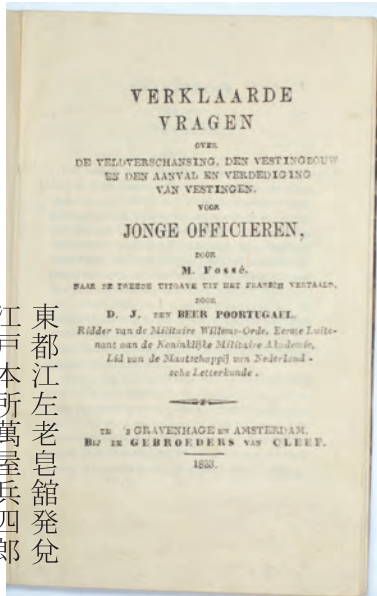 VERKLAARDE
VRAGEN
OVER
DE VELDVERSCHANSING, DEN VESTINGBOUW
EN DEN AANVAL EN VERDEDIGING
VAN VESTINGEN.
VOOR
JONGE OFFICIEREN,
DOOR
M. Fossé.
NAAR DE TWEEDE UITGAVE UIT HET FRANSCH VERTAALD,
DOOR
D. J. DEN BEER POORTUGAEL.
Ridder van de Militaire Willems-Orde, Eerste Luite-
nant aan de Koninklijke Militaire Akademie,
Lid van de Maatschappij van Nederland-
sche Letterkunde.
TE 'S GRAVENHAGE EN AMSTERDAM,
BIJ DE GEBROEDERS VAN CLEEF.
1833.
東都江左老皂舘発兌
江戸本所萬屋兵四郎